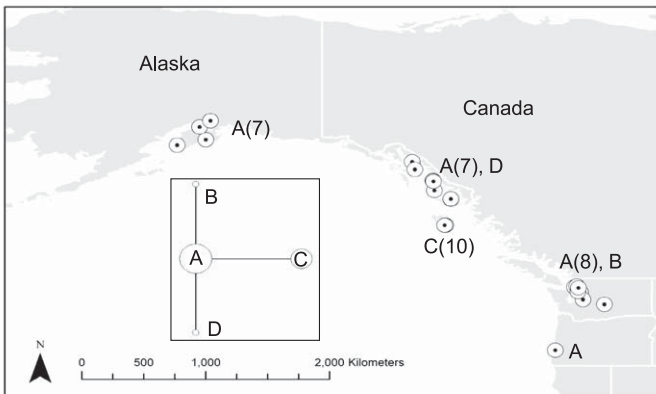 Alaska
Canada
A(7)
A(7), D
C(10)
A(8), B
A
B
A
C
D
N
0 500 1,000 2,000 Kilometers